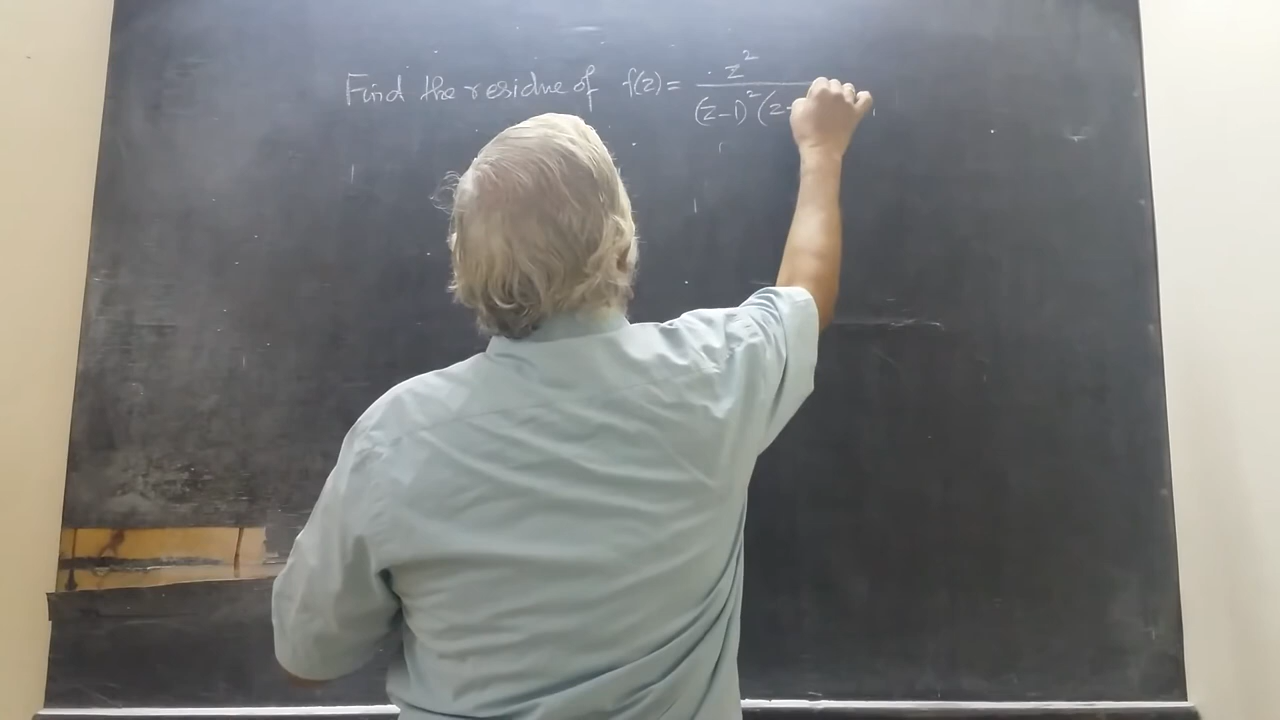 Find the residue of f(z) = z² / (z-1)² (z-